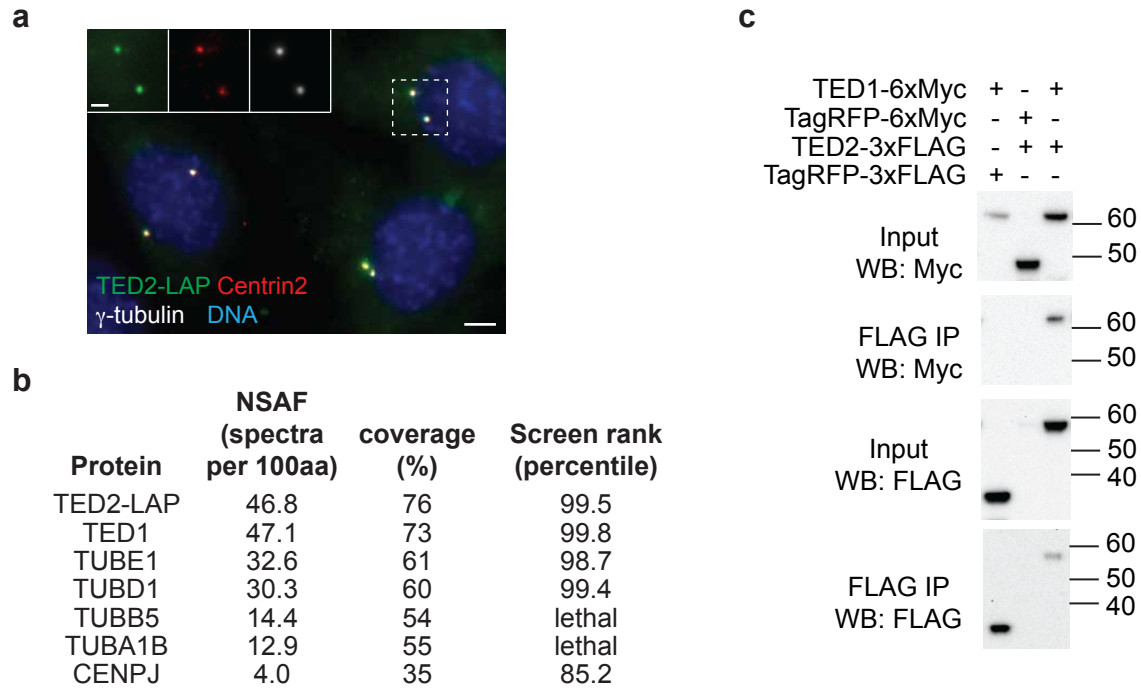 a
TED2-LAP Centrin2
γ-tubulin DNA
b
NSAF
(spectra coverage Screen rank
Protein per 100aa) (%) (percentile)
TED2-LAP 46.8 76 99.5
TED1 47.1 73 99.8
TUBE1 32.6 61 98.7
TUBD1 30.3 60 99.4
TUBB5 14.4 54 lethal
TUBA1B 12.9 55 lethal
CENPJ 4.0 35 85.2
c
TED1-6xMyc + - +
TagRFP-6xMyc - + -
TED2-3xFLAG - + +
TagRFP-3xFLAG + - -
Input
WB: Myc
60
50
FLAG IP
WB: Myc
60
50
Input
WB: FLAG
60
50
40
FLAG IP
WB: FLAG
60
50
40